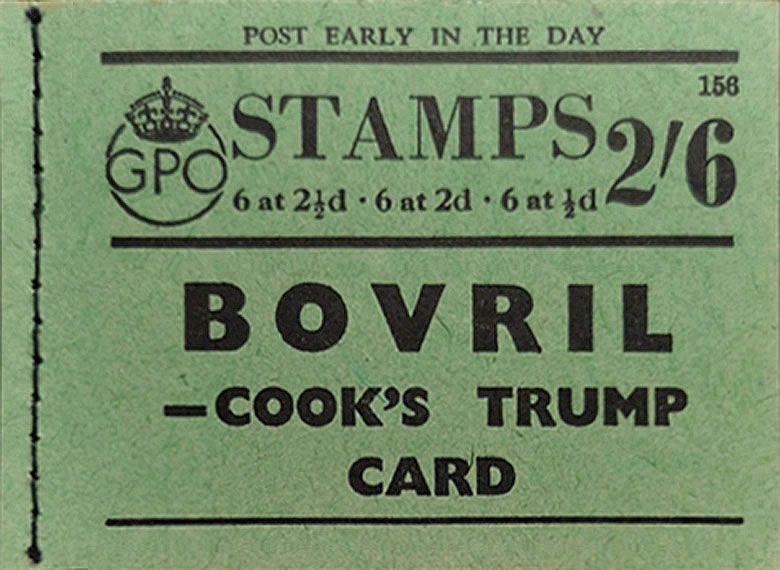 POST EARLY IN THE DAY
156
GPO
STAMPS 2/6
6 at 2½d · 6 at 2d · 6 at ½d
BOVRIL
—COOK'S TRUMP
CARD